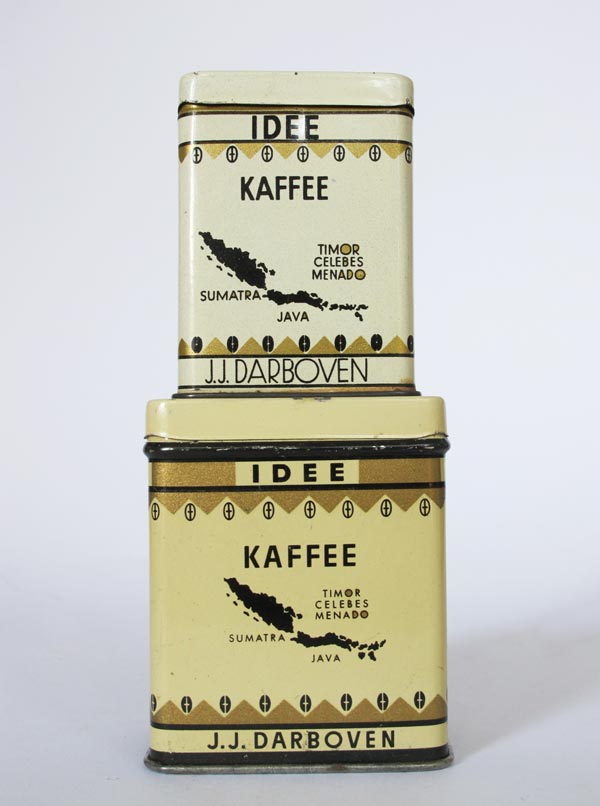 IDEE
KAFFEE
TIMOR
CELEBES
MENADO
SUMATRA
JAVA
J.J. DARBOVEN
IDEE
KAFFEE
TIMOR
CELEBES
MENADO
SUMATRA
JAVA
J.J. DARBOVEN